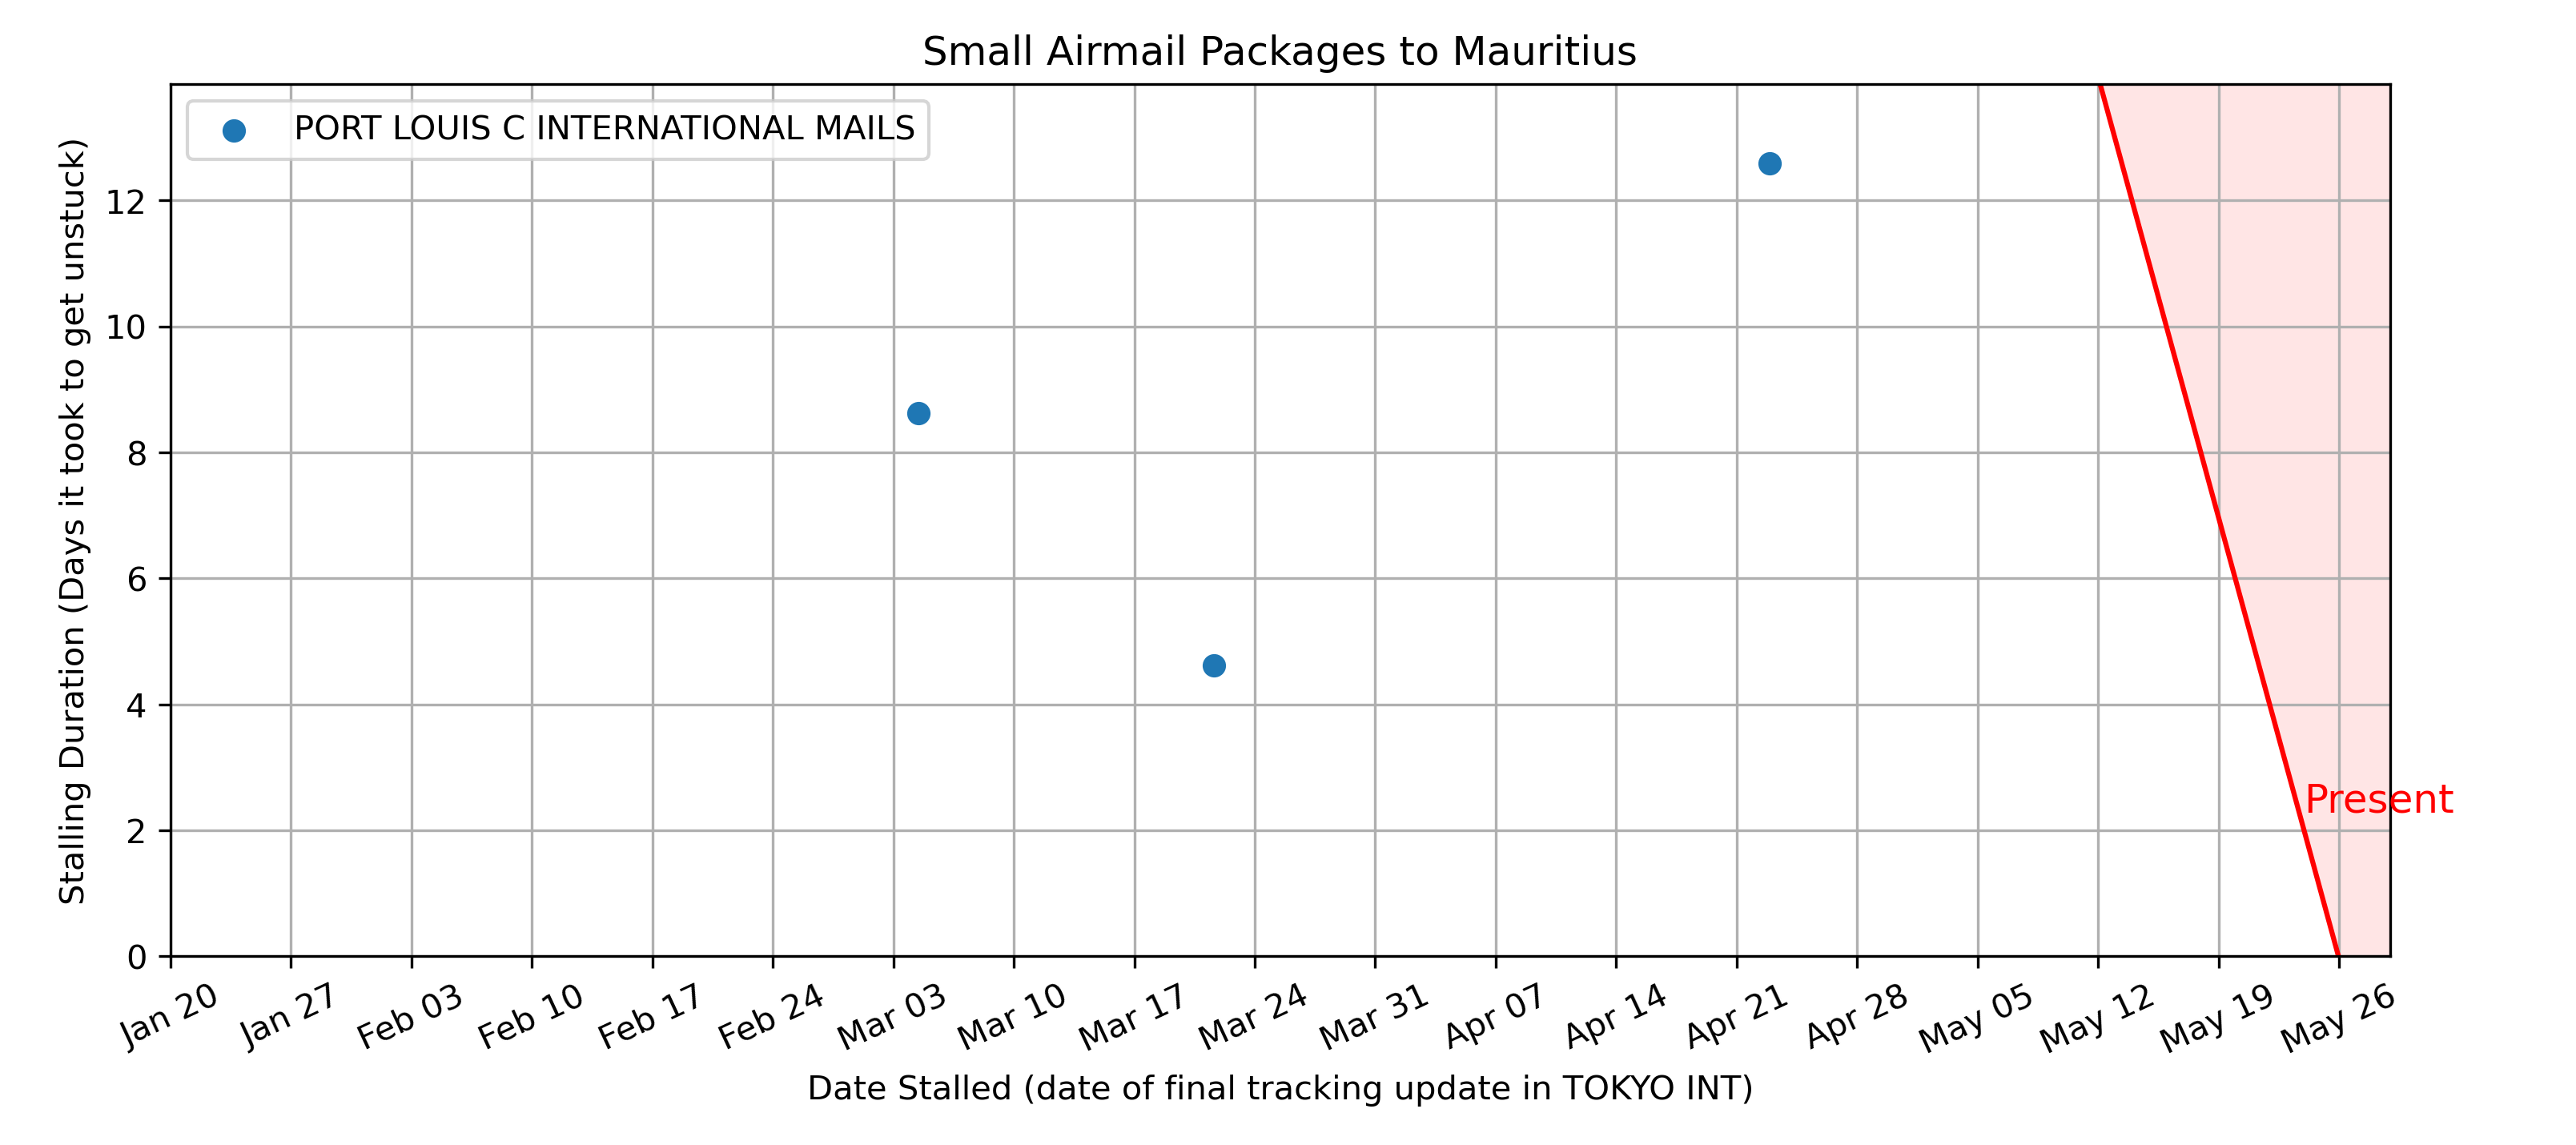 Small Airmail Packages to Mauritius
PORT LOUIS C INTERNATIONAL MAILS
Stalling Duration (Days it took to get unstuck)
12
10
8
6
4
2
0
Present
Jan 20
Jan 27
Feb 03
Feb 10
Feb 17
Feb 24
Mar 03
Mar 10
Mar 17
Mar 24
Mar 31
Apr 07
Apr 14
Apr 21
Apr 28
May 05
May 12
May 19
May 26
Date Stalled (date of final tracking update in TOKYO INT)